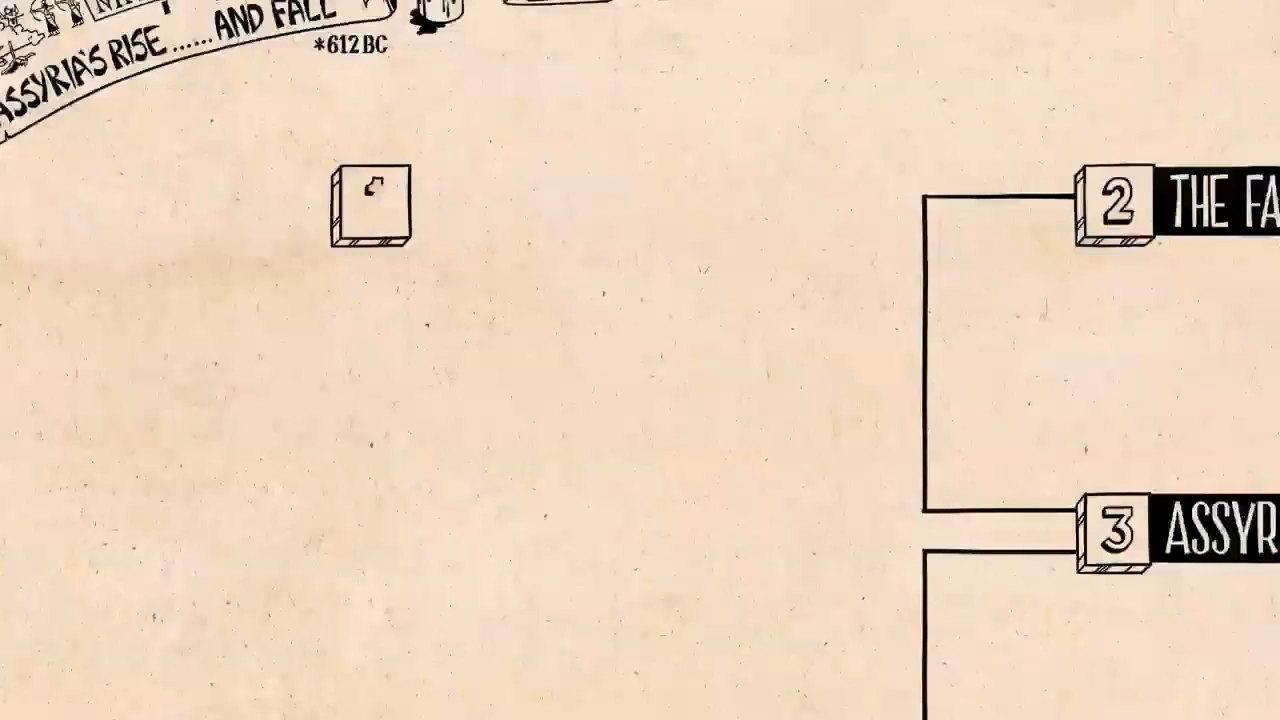 ASSYRIA'S RISE ......AND FALL
*612 BC
2 THE FA
3 ASSYR